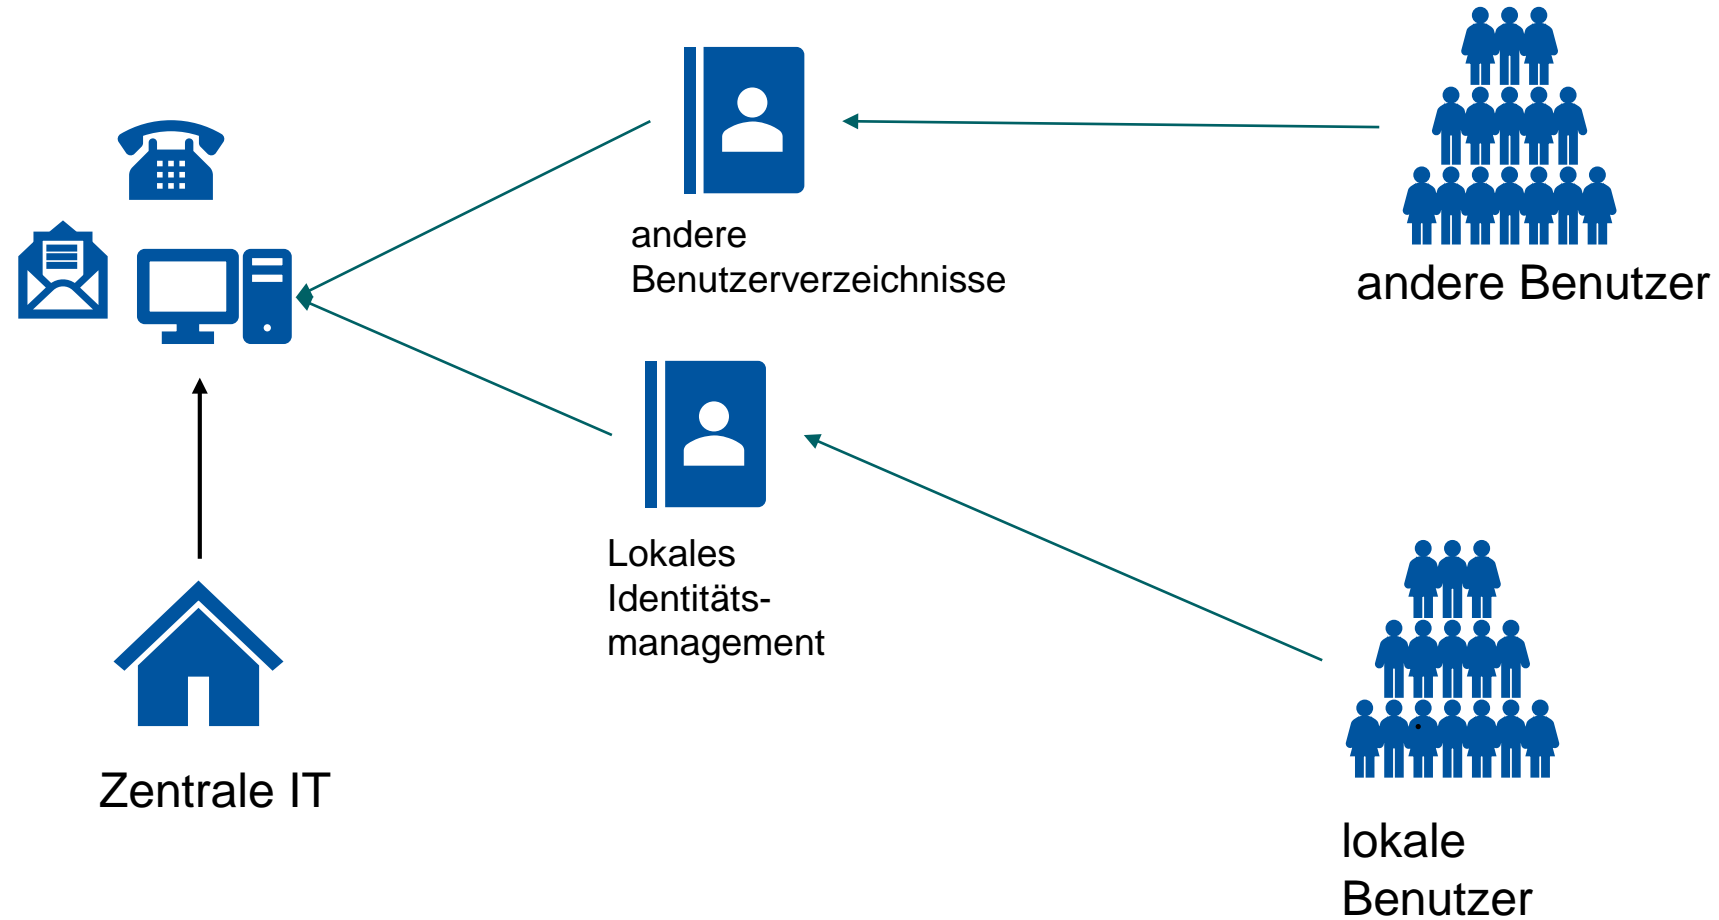 andere
Benutzerverzeichnisse
andere Benutzer
Lokales
Identitäts-
management
Zentrale IT
lokale
Benutzer